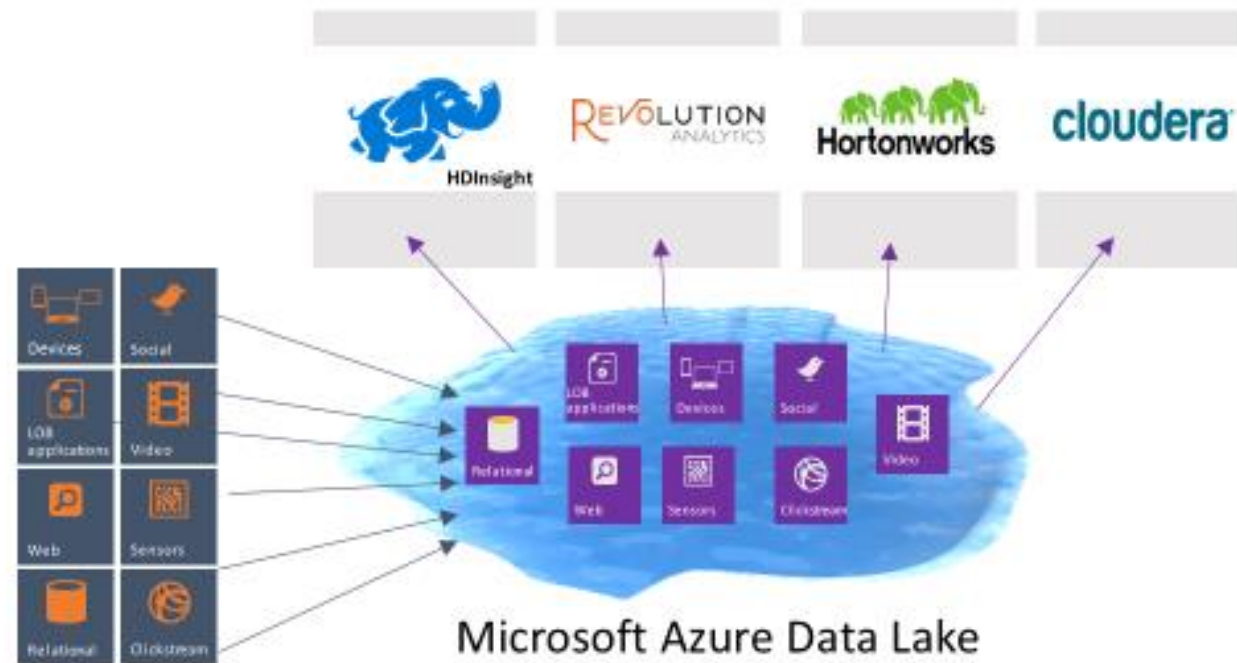 HDInsight
REVOLUTION
ANALYTICS
Hortonworks
cloudera
Devices
Social
LOB
applications
Video
Web
Sensors
Relational
Clickstream
Relational
LOB
applications
Devices
Social
Video
Web
Sensors
Clickstream
Microsoft Azure Data Lake